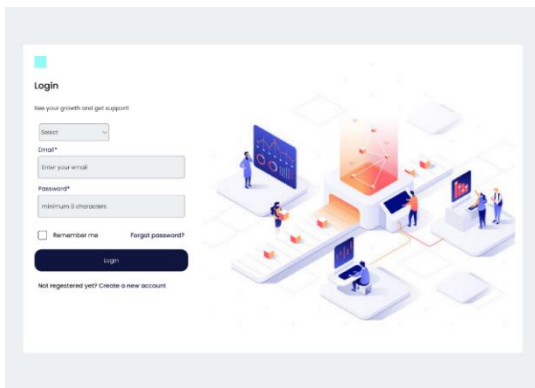 Login
See your growth and get support!
Select
Email*
Enter your email
Password*
minimum 8 characters
Remember me
Forgot password?
Login
Not regestered yet? Create a new account